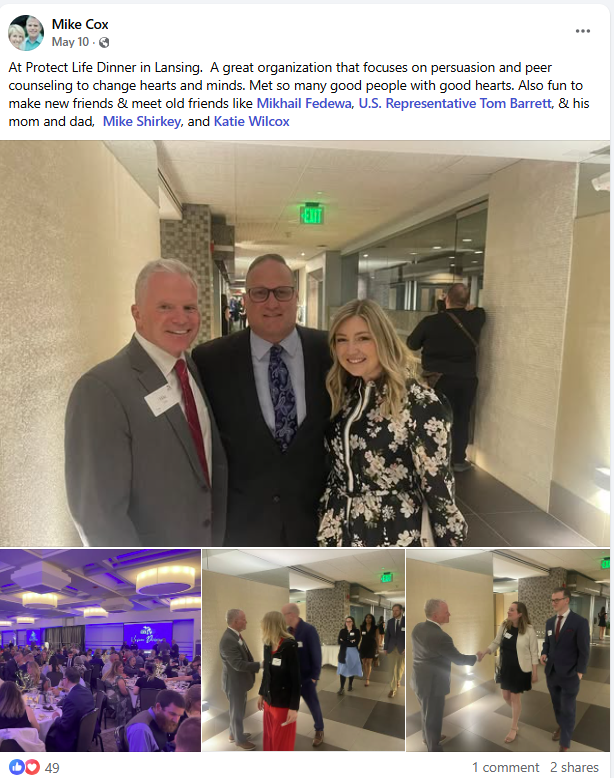 Mike Cox
May 10 ·
At Protect Life Dinner in Lansing. A great organization that focuses on persuasion and peer
counseling to change hearts and minds. Met so many good people with good hearts. Also fun to
make new friends & meet old friends like Mikhail Fedewa, U.S. Representative Tom Barrett, & his
mom and dad, Mike Shirkey, and Katie Wilcox
EXIT
49
1 comment 2 shares